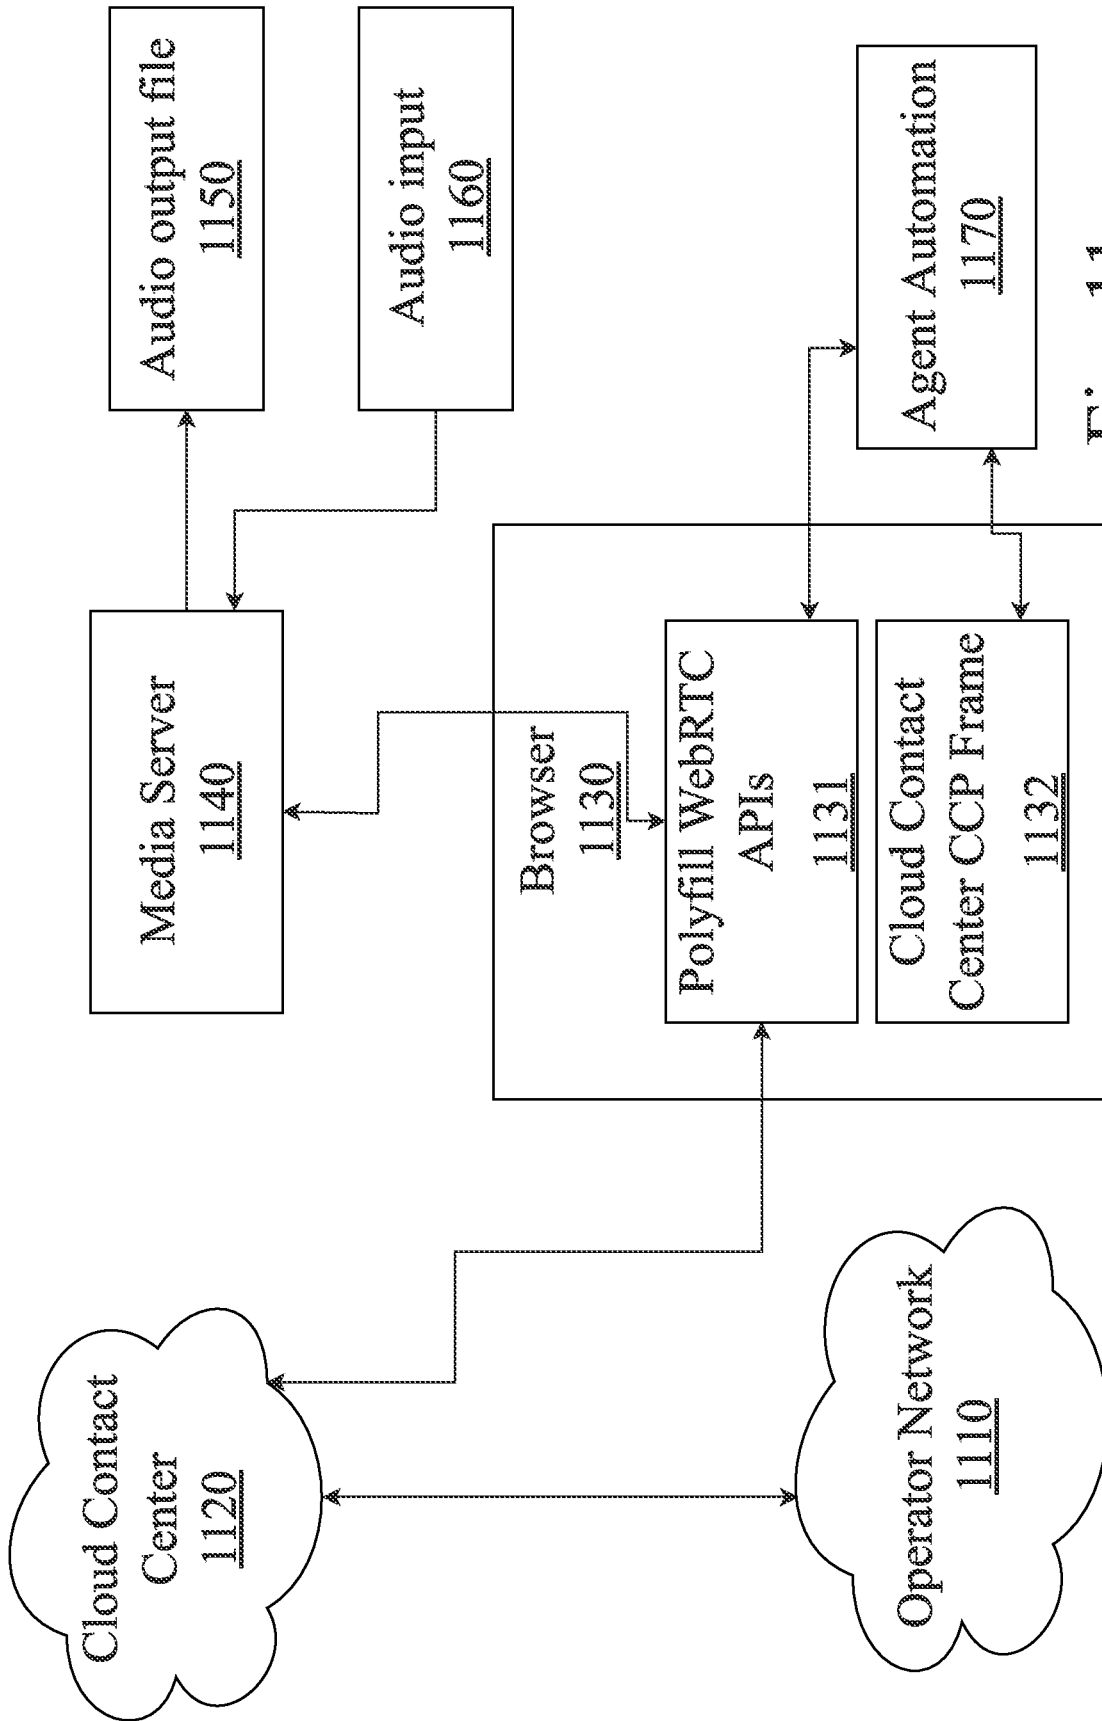 Cloud Contact
Center
1120
Operator Network
1110
Media Server
1140
Browser
1130
Polyfill WebRTC
APIs
1131
Cloud Contact
Center CCP Frame
1132
Audio output file
1150
Audio input
1160
Agent Automation
1170